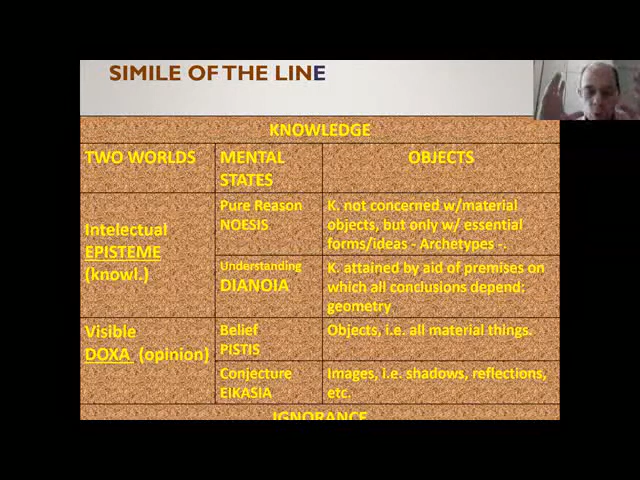 SIMILE OF THE LINE
KNOWLEDGE
TWO WORLDS
MENTAL
STATES
OBJECTS
Intelectual
EPISTEME
(knowl.)
Pure Reason
NOESIS
K. not concerned w/material
objects, but only w/ essential
forms/ideas - Archetypes -.
Understanding
DIANOIA
K. attained by aid of premises on
which all conclusions depend:
geometry
Visible
DOXA (opinion)
Belief
PISTIS
Objects, i.e. all material things.
Conjecture
EIKASIA
Images, i.e. shadows, reflections,
etc.
IGNORANCE